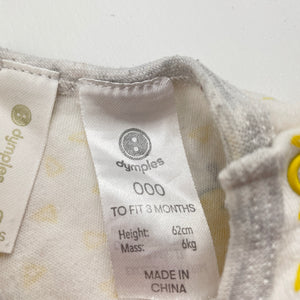 dymples
dymples
000
TO FIT 3 MONTHS
Height: 62cm
Mass: 6kg
MADE IN
CHINA